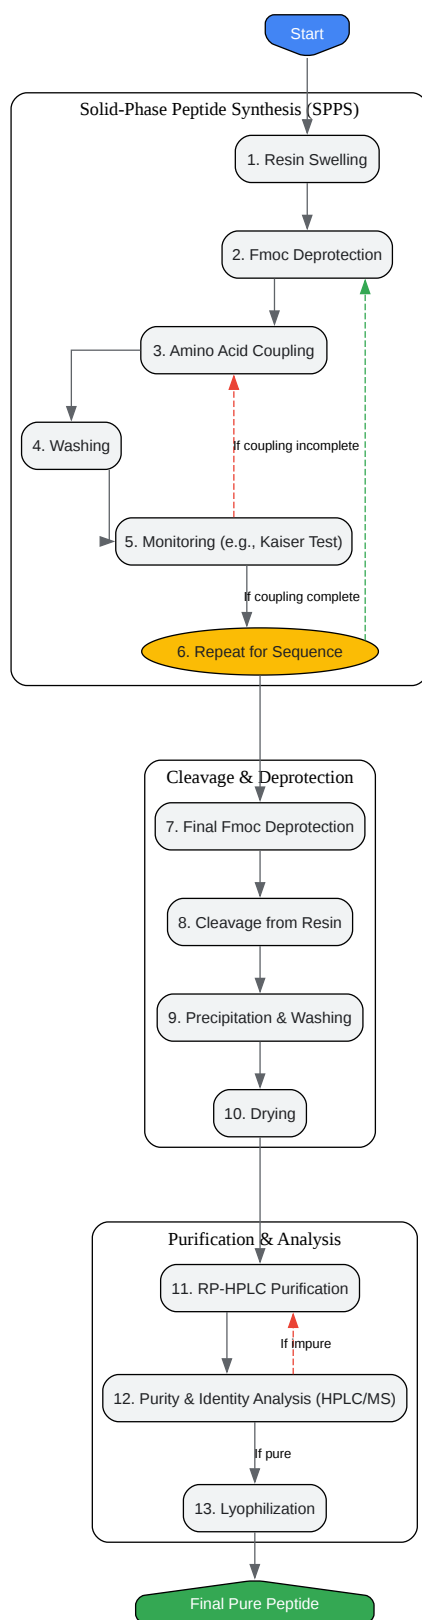 Start
Solid-Phase Peptide Synthesis (SPPS)
1. Resin Swelling
2. Fmoc Deprotection
3. Amino Acid Coupling
If coupling incomplete
4. Washing
5. Monitoring (e.g., Kaiser Test)
If coupling complete
6. Repeat for Sequence
Cleavage & Deprotection
7. Final Fmoc Deprotection
8. Cleavage from Resin
9. Precipitation & Washing
10. Drying
Purification & Analysis
11. RP-HPLC Purification
If impure
12. Purity & Identity Analysis (HPLC/MS)
If pure
13. Lyophilization
Final Pure Peptide